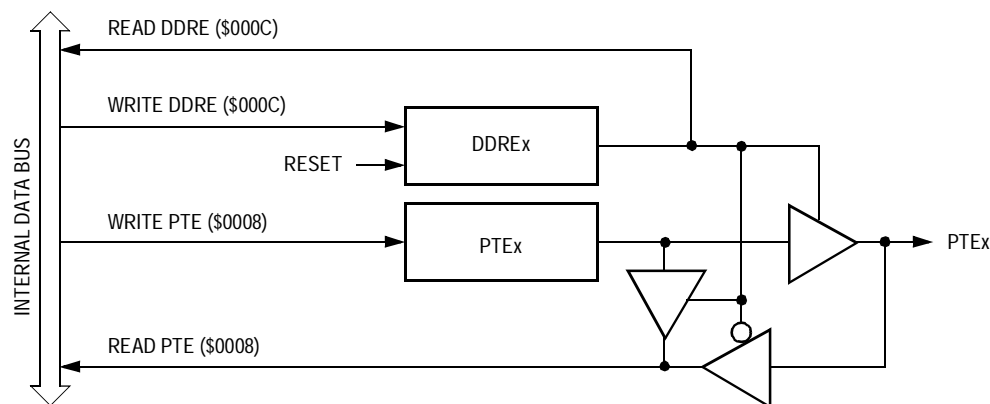 READ DDRE ($000C)
WRITE DDRE ($000C)
DDREx
RESET
INTERNAL DATA BUS
WRITE PTE ($0008)
PTEx
PTEx
READ PTE ($0008)